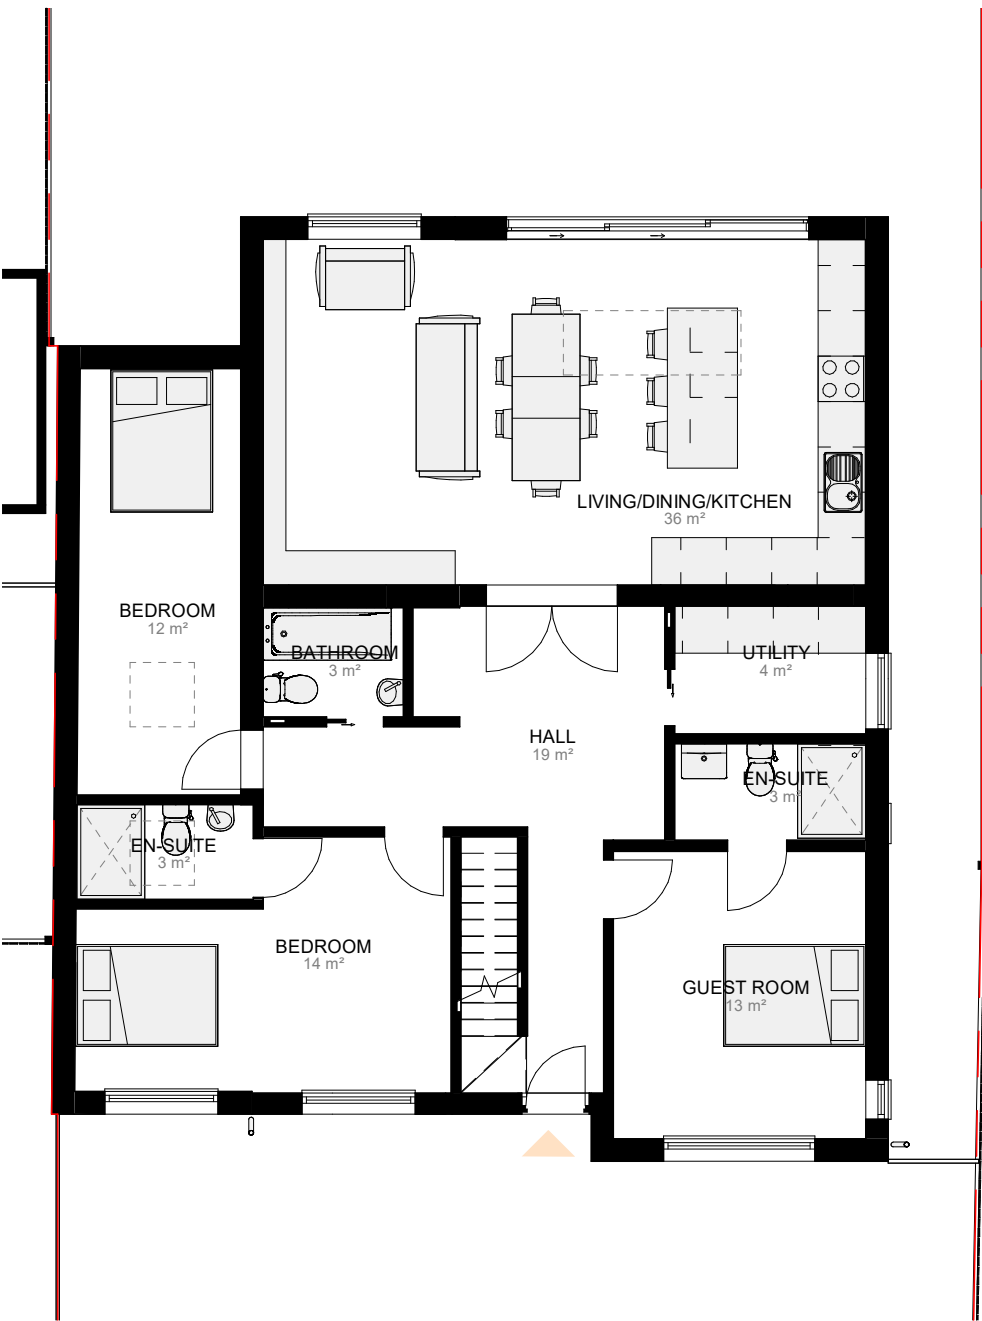 LIVING/DINING/KITCHEN
36 m²
BEDROOM
12 m²
BATHROOM
3 m²
UTILITY
4 m²
HALL
19 m²
EN-SUITE
3 m²
EN-SUITE
3 m²
BEDROOM
14 m²
GUEST ROOM
13 m²